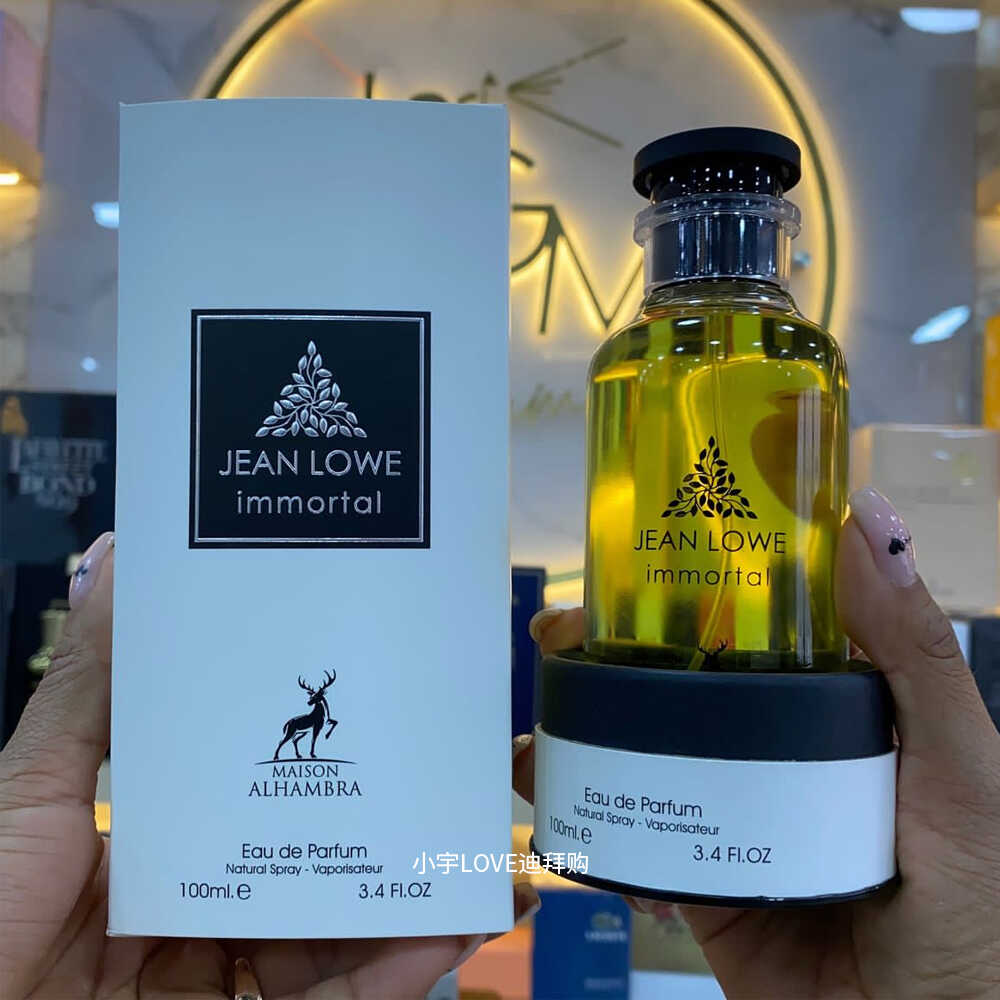 JEAN LOWE
immortal
MAISON
ALHAMBRA
Eau de Parfum
Natural Spray - Vaporisateur
100ml.e
3.4 Fl.OZ
JEAN LOWE
immortal
Eau de Parfum
Natural Spray - Vaporisateur
100ml.e
3.4 Fl.OZ
小宇LOVE迪拜购
BOND